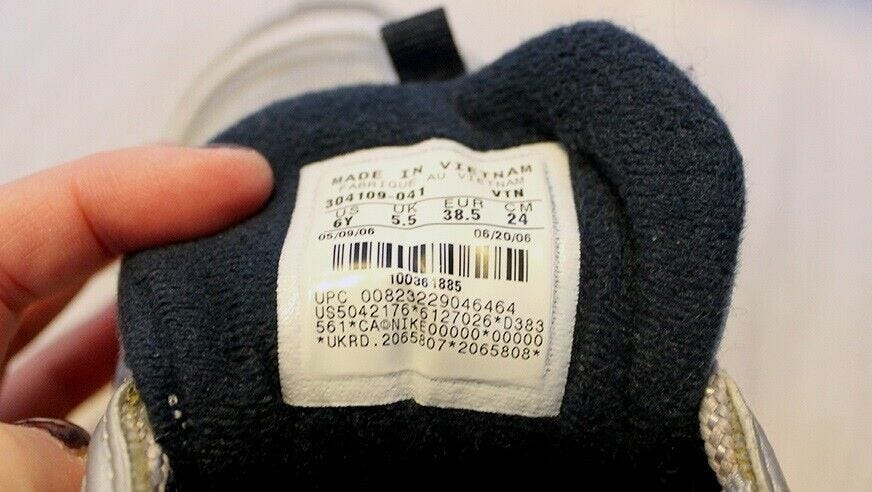 MADE IN VIETNAM
FABRIQUE AU VIETNAM
304109-041 VTN
US UK EUR CM
6Y 5.5 38.5 24
05/09/06 06/20/06
100361885
UPC 00823229046464
US5042176*6127026*D383
561*CA©NIKE00000*00000
*UKRD.2065807*2065808*